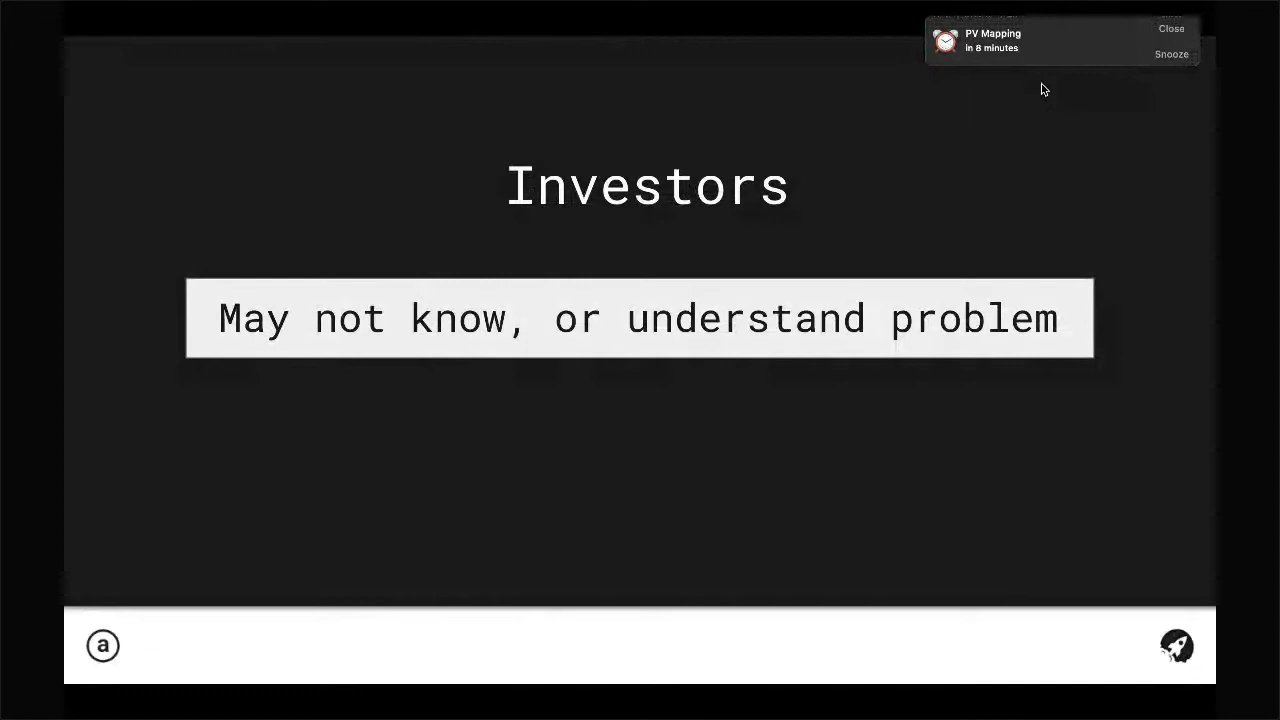 PV Mapping
in 8 minutes
Close
Snooze
Investors
May not know, or understand problem
a